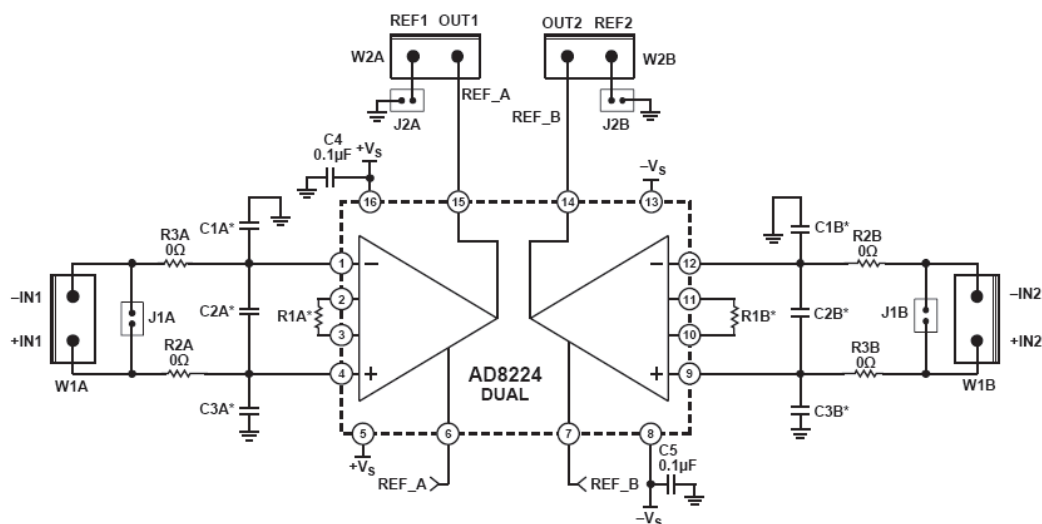 REF1 OUT1
OUT2 REF2
W2A
W2B
REF_A
REF_B
J2A
J2B
C4
0.1µF
+VS
–VS
16
15
14
13
C1A*
C1B*
R3A
0Ω
R2B
0Ω
1
–
–
12
–IN1
+IN1
W1A
J1A
C2A*
R1A*
2
3
11
10
R1B*
C2B*
J1B
–IN2
+IN2
W1B
R2A
0Ω
R3B
0Ω
4
+
+
9
AD8224
DUAL
C3A*
C3B*
5
6
7
8
+VS
REF_A
REF_B
C5
0.1µF
–VS